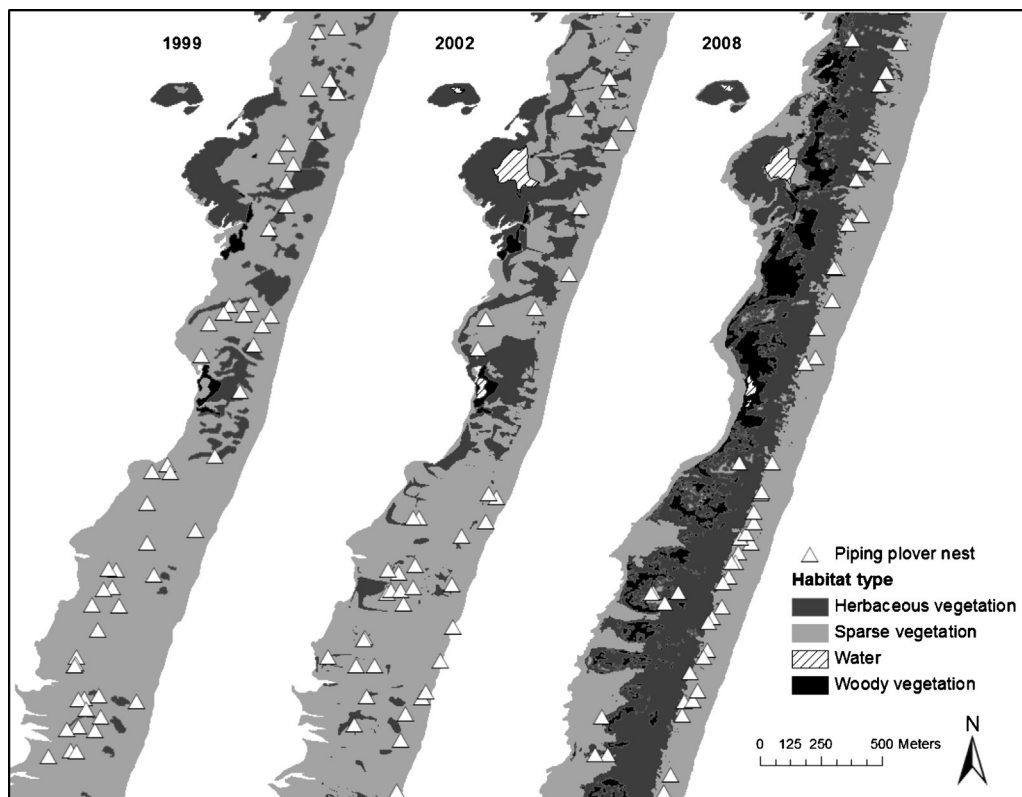 1999
2002
2008
Piping plover nest
Habitat type
Herbaceous vegetation
Sparse vegetation
Water
Woody vegetation
0 125 250 500 Meters
N